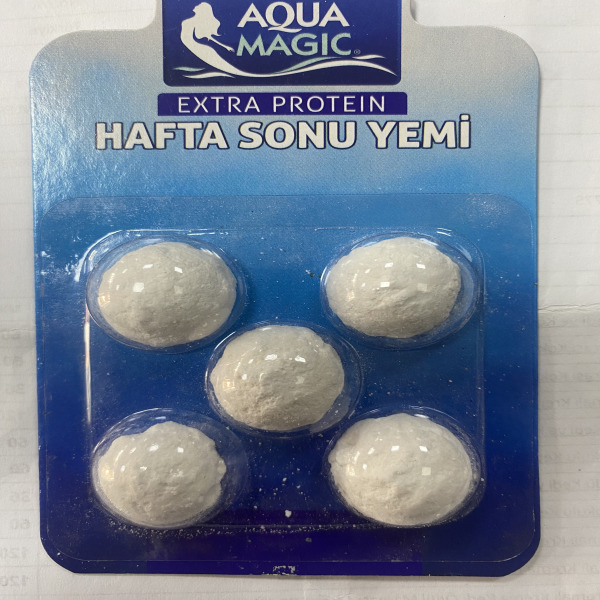 AQUA
MAGIC®
EXTRA PROTEIN
HAFTA SONU YEMİ